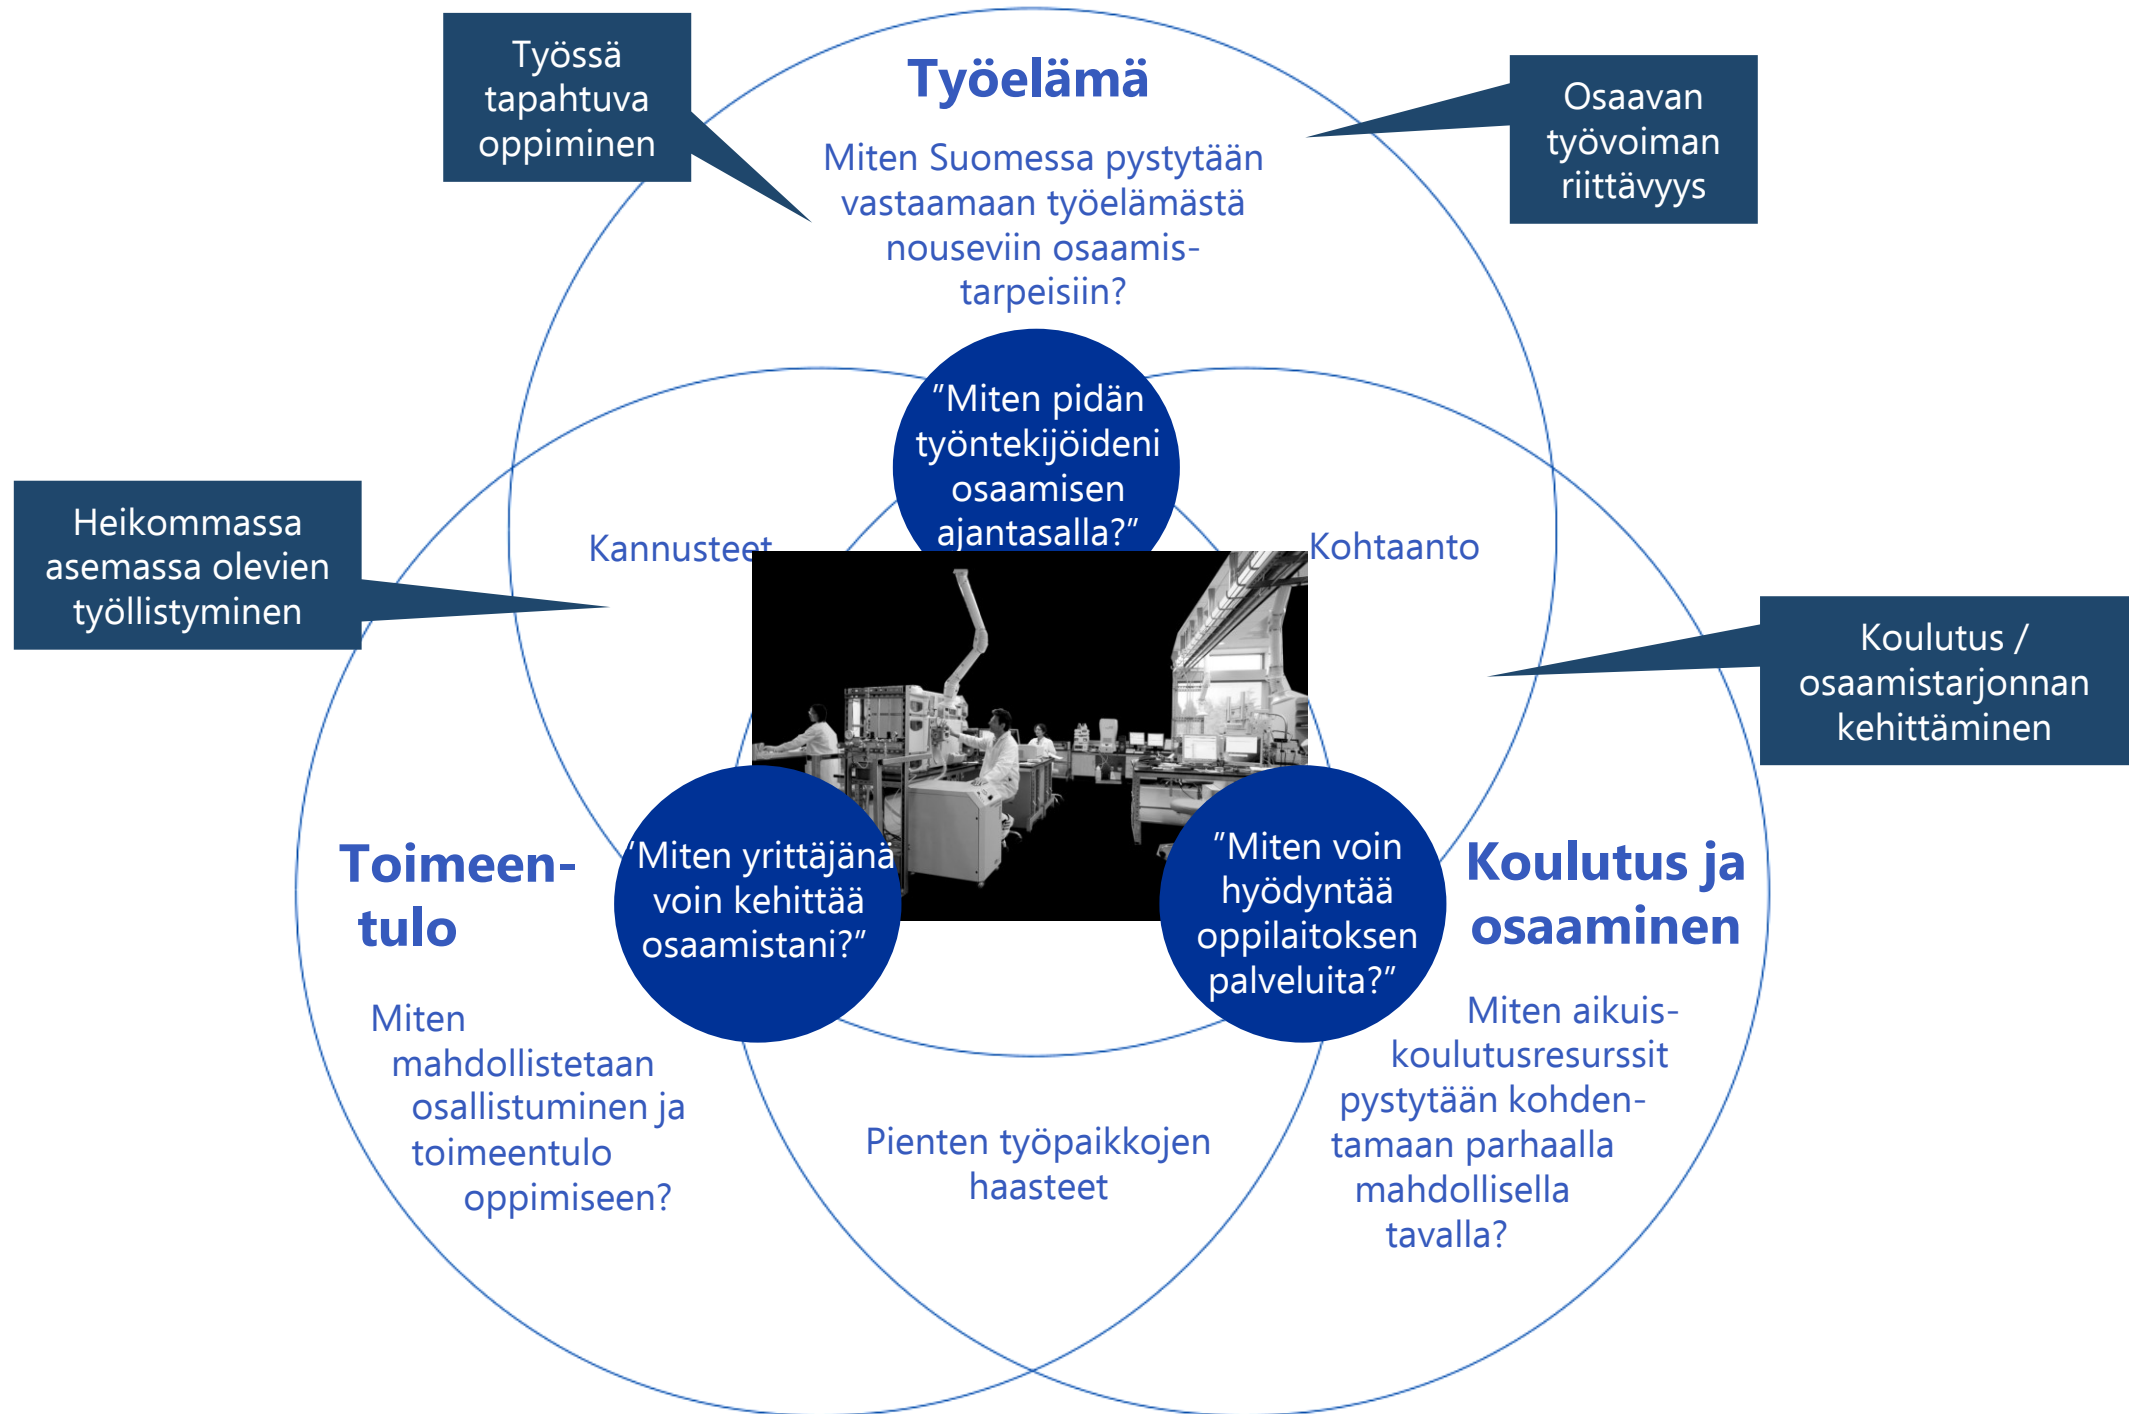 Työssä
tapahtuva
oppiminen
Työelämä
Miten Suomessa pystytään
vastaamaan työelämästä
nouseviin osaamis-
tarpeisiin?
Osaavan
työvoiman
riittävyys
"Miten pidän
työntekijöideni
osaamisen
ajantasalla?"
Heikommassa
asemassa olevien
työllistyminen
Kannusteet
Kohtaanto
Koulutus /
osaamistarjonnan
kehittäminen
Toimeen-
tulo
"Miten yrittäjänä
voin kehittää
osaamistani?"
"Miten voin
hyödyntää
oppilaitoksen
palveluita?"
Koulutus ja
osaaminen
Miten
mahdollistetaan
osallistuminen ja
toimeentulo
oppimiseen?
Pienten työpaikkojen
haasteet
Miten aikuis-
koulutusresurssit
pystytään kohden-
tamaan parhaalla
mahdollisella
tavalla?